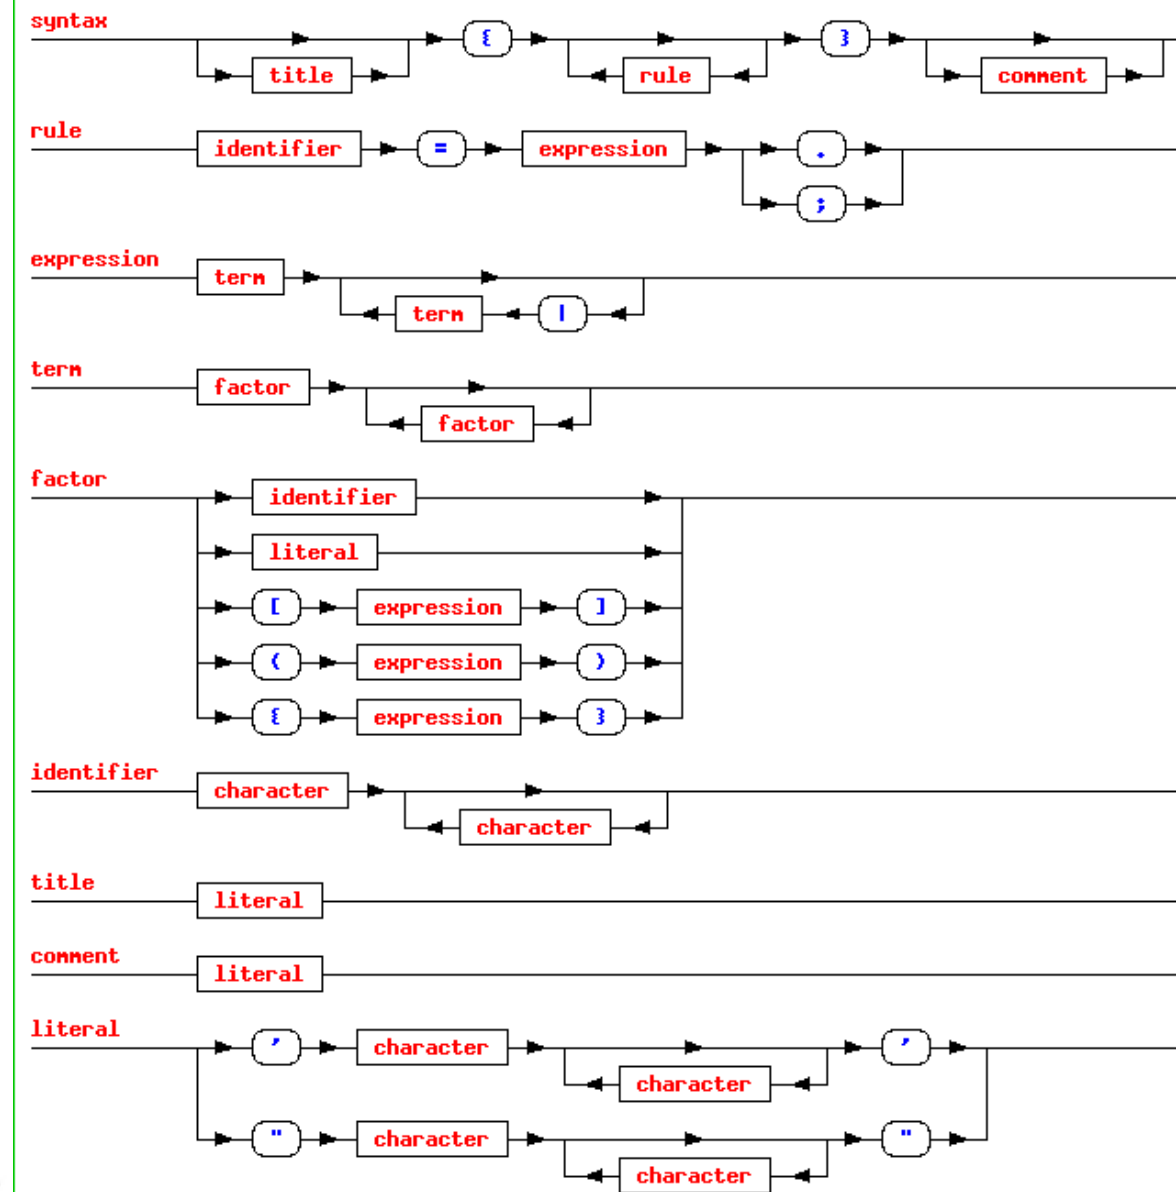 syntax
{ }
title rule comment
rule
identifier = expression .
;
expression
term
term |
term
factor
factor
factor
identifier
literal
[ expression ]
( expression )
{ expression }
identifier
character
character
title
literal
comment
literal
literal
' character '
character
" character "
character